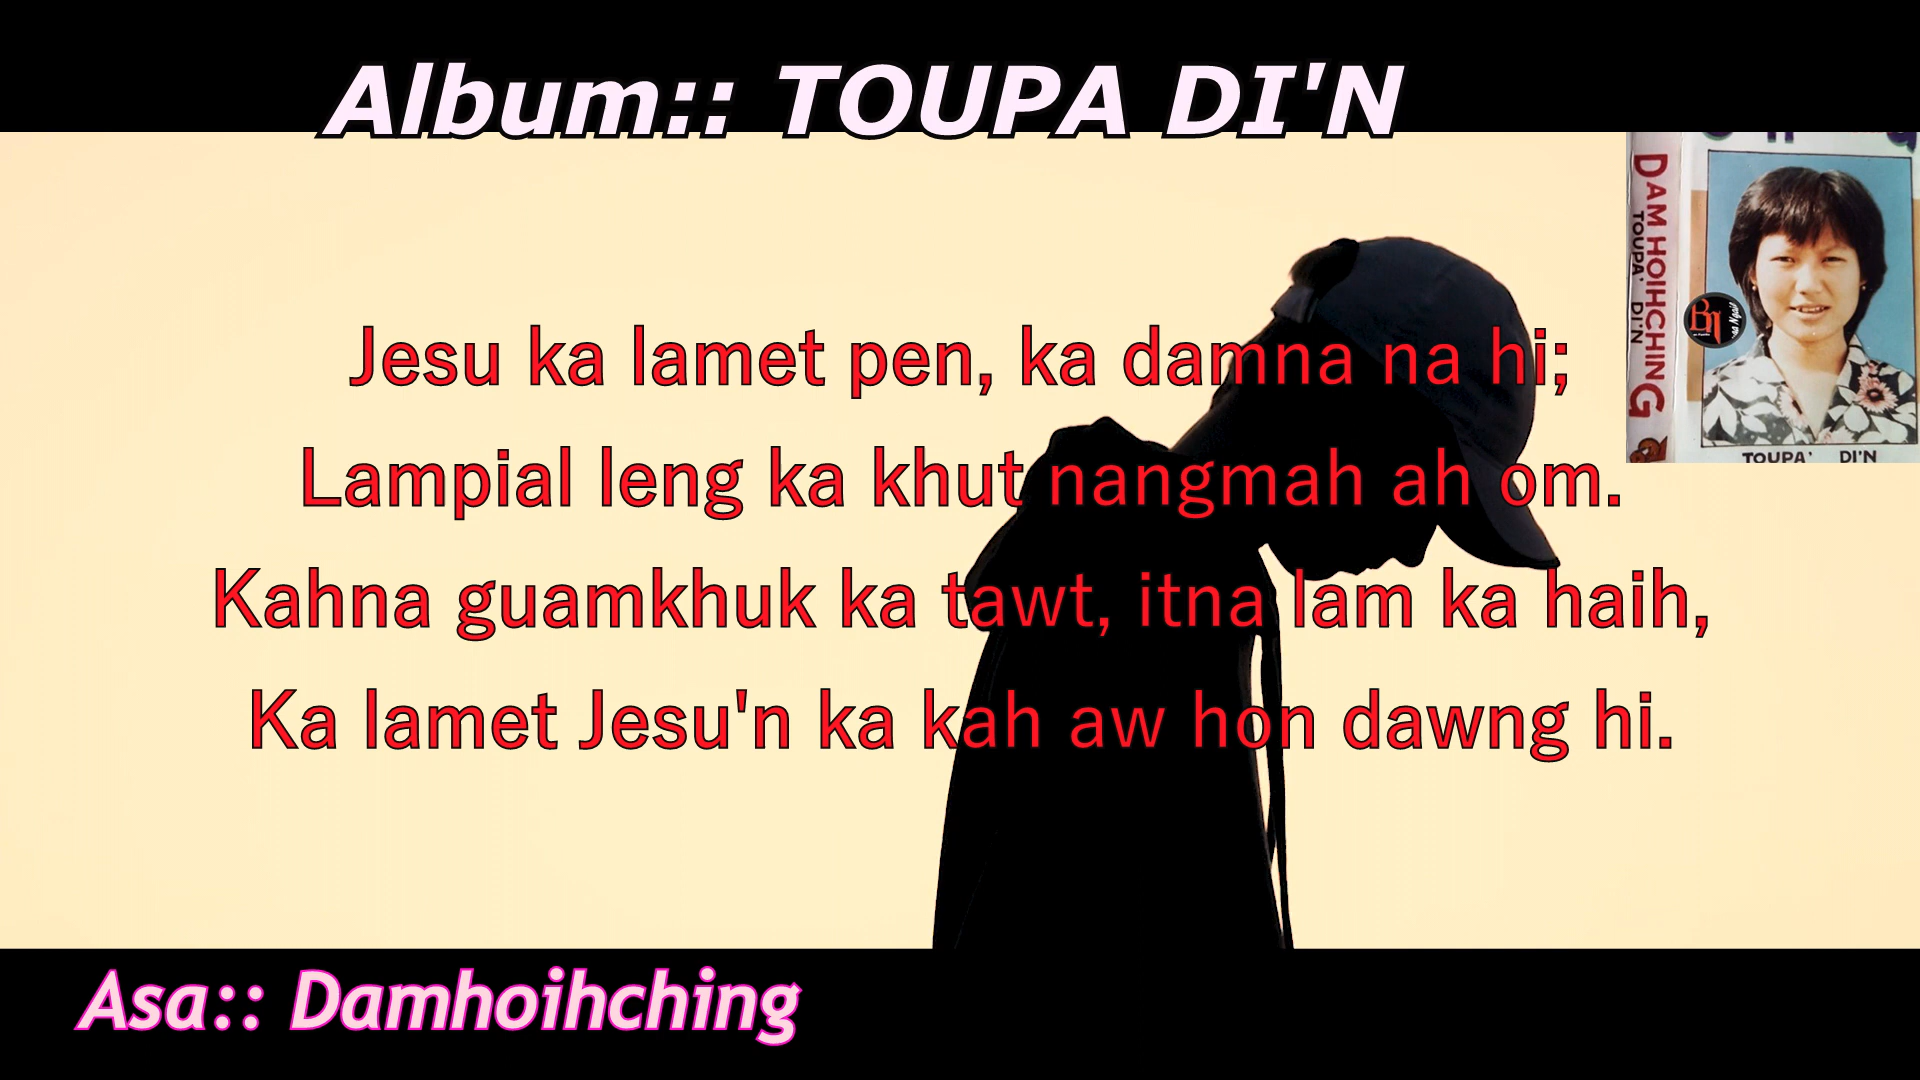 Album:: TOUPA DI'N
DAM HOIHCHING
TOUPA' DI'N
TOUPA' DI'N
Jesu ka lamet pen, ka damna na hi;
Lampial leng ka khut nangmah ah om.
Kahna guamkhuk ka tawt, itna lam ka haih,
Ka lamet Jesu'n ka kah aw hon dawng hi.
Asa:: Damhoihching